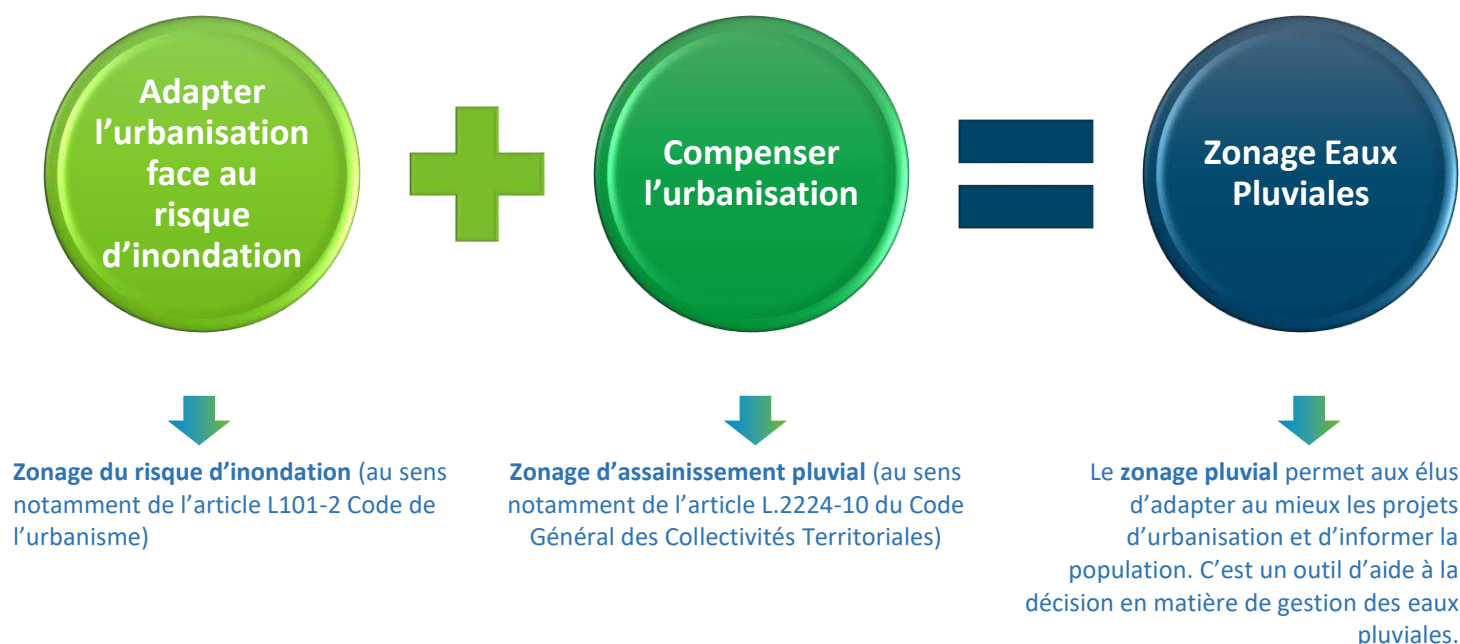 Adapter
l’urbanisation
face au
risque
d’inondation
Compenser
l’urbanisation
Zonage Eaux
Pluviales
Zonage du risque d’inondation (au sens
notamment de l’article L101-2 Code de
l’urbanisme)
Zonage d’assainissement pluvial (au sens
notamment de l’article L.2224-10 du Code
Général des Collectivités Territoriales)
Le zonage pluvial permet aux élus
d’adapter au mieux les projets
d’urbanisation et d’informer la
population. C’est un outil d’aide à la
décision en matière de gestion des eaux
pluviales.